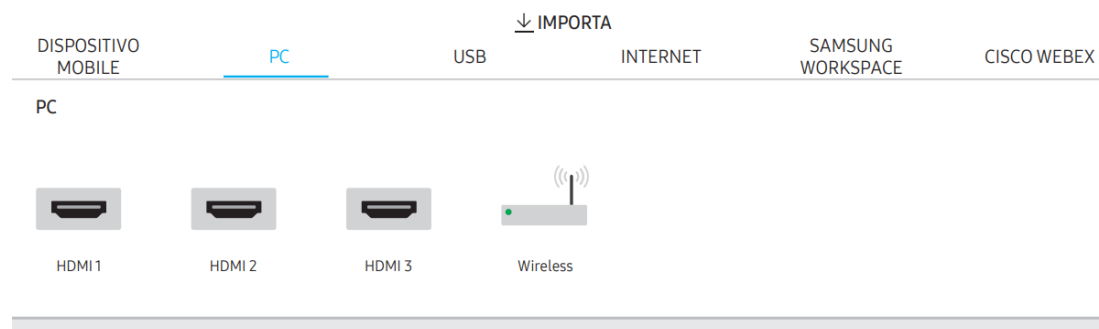 IMPORTA
DISPOSITIVO
MOBILE
PC
USB
INTERNET
SAMSUNG
WORKSPACE
CISCO WEBEX
PC
HDMI 1
HDMI 2
HDMI 3
Wireless